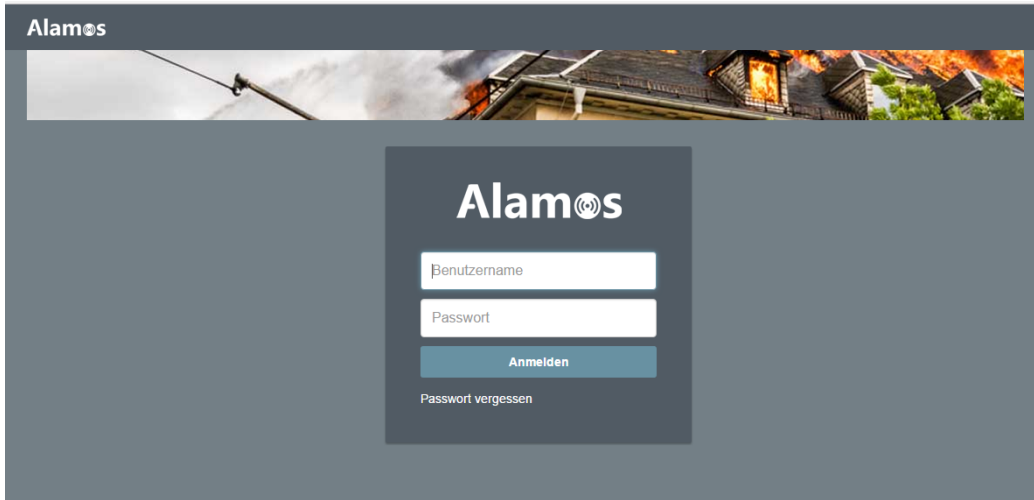 Alamos
Alamos
Benutzername
Passwort
Anmelden
Passwort vergessen